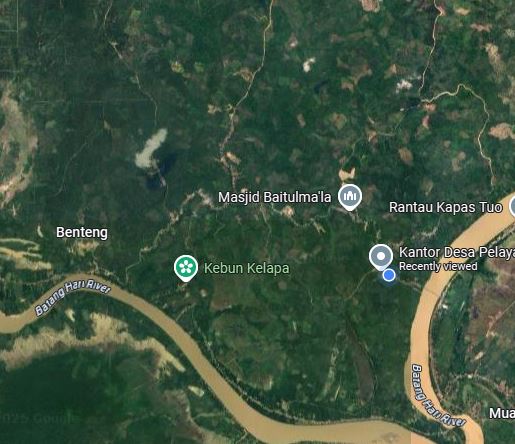 Masjid Baitulma'la
Rantau Kapas Tuo
Benteng
Kantor Desa Pelaya
Recently viewed
Kebun Kelapa
Batang Hari River
Batang Hari River
Mua